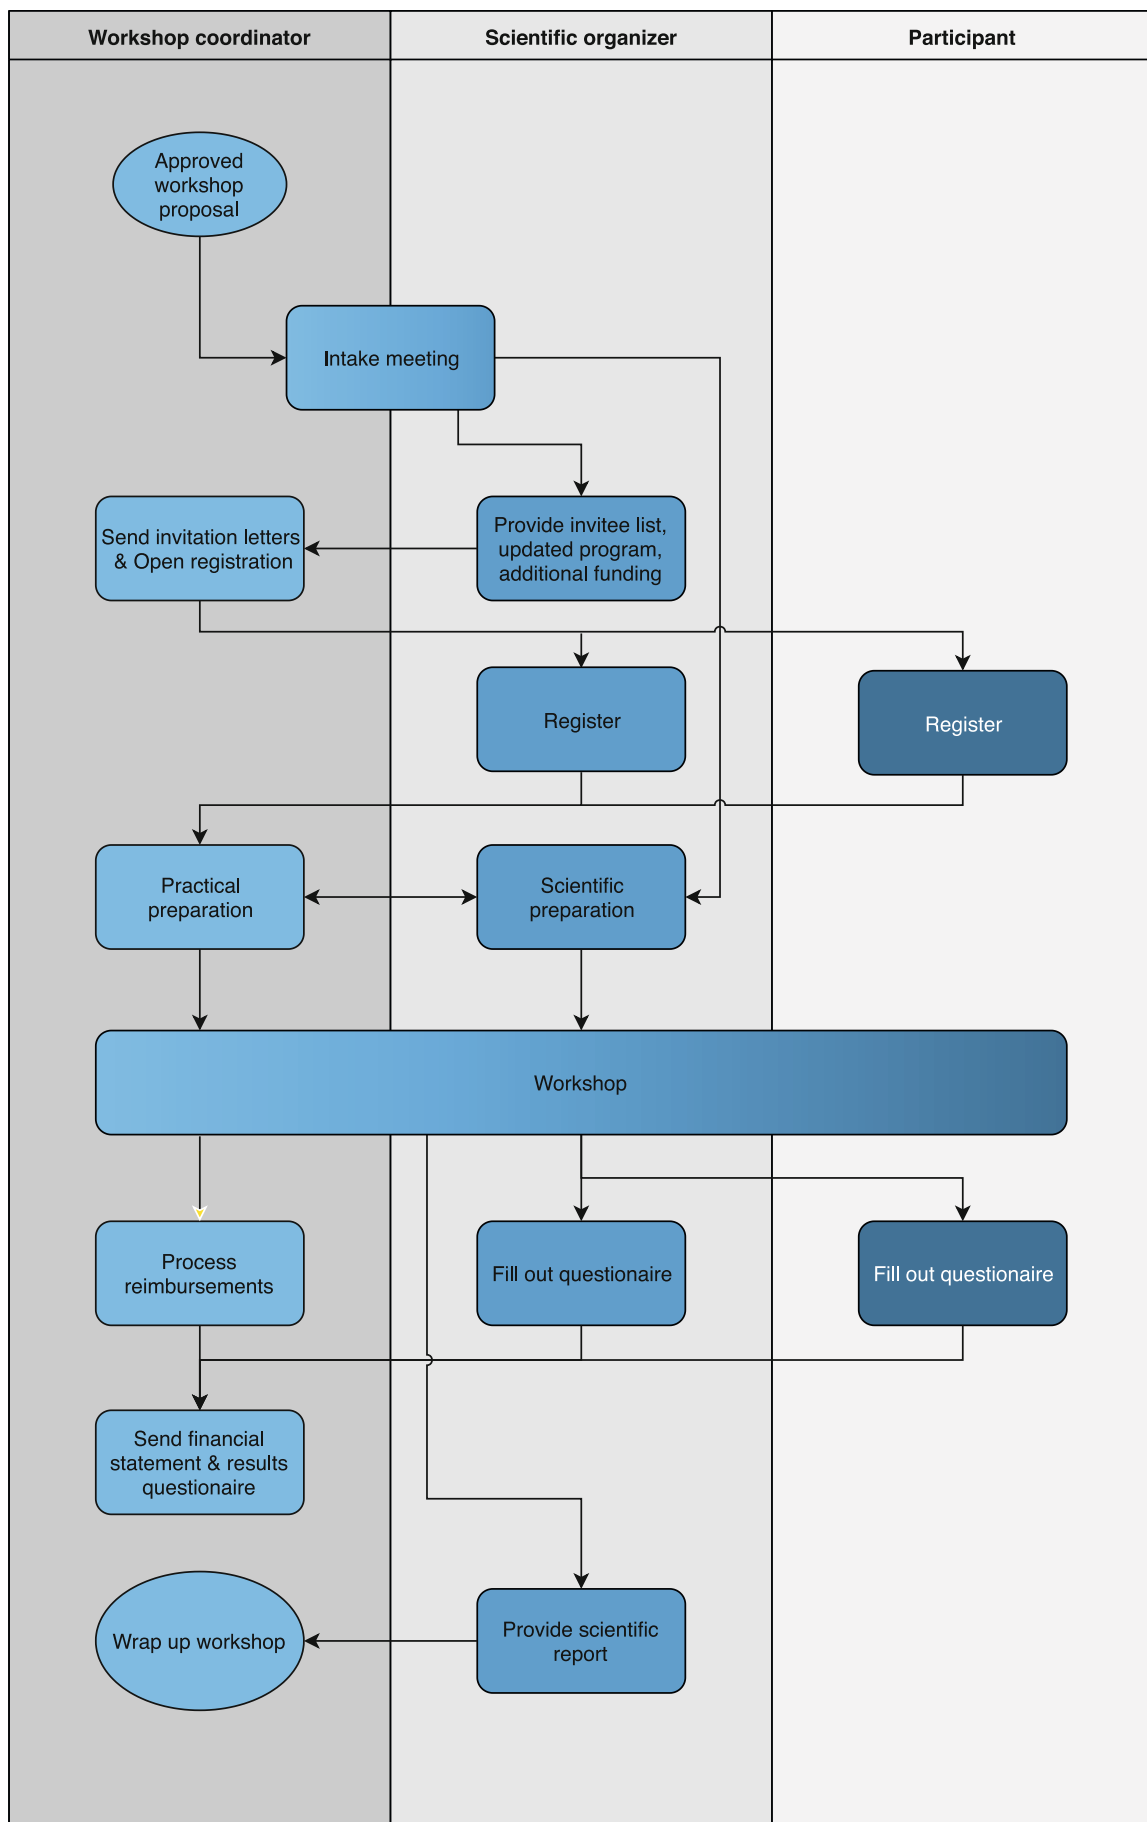 Workshop coordinator
Scientific organizer
Participant
Approved
workshop
proposal
Intake meeting
Send invitation letters
& Open registration
Provide invitee list,
updated program,
additional funding
Register
Register
Practical
preparation
Scientific
preparation
Workshop
Process
reimbursements
Fill out questionaire
Fill out questionaire
Send financial
statement & results
questionaire
Wrap up workshop
Provide scientific
report